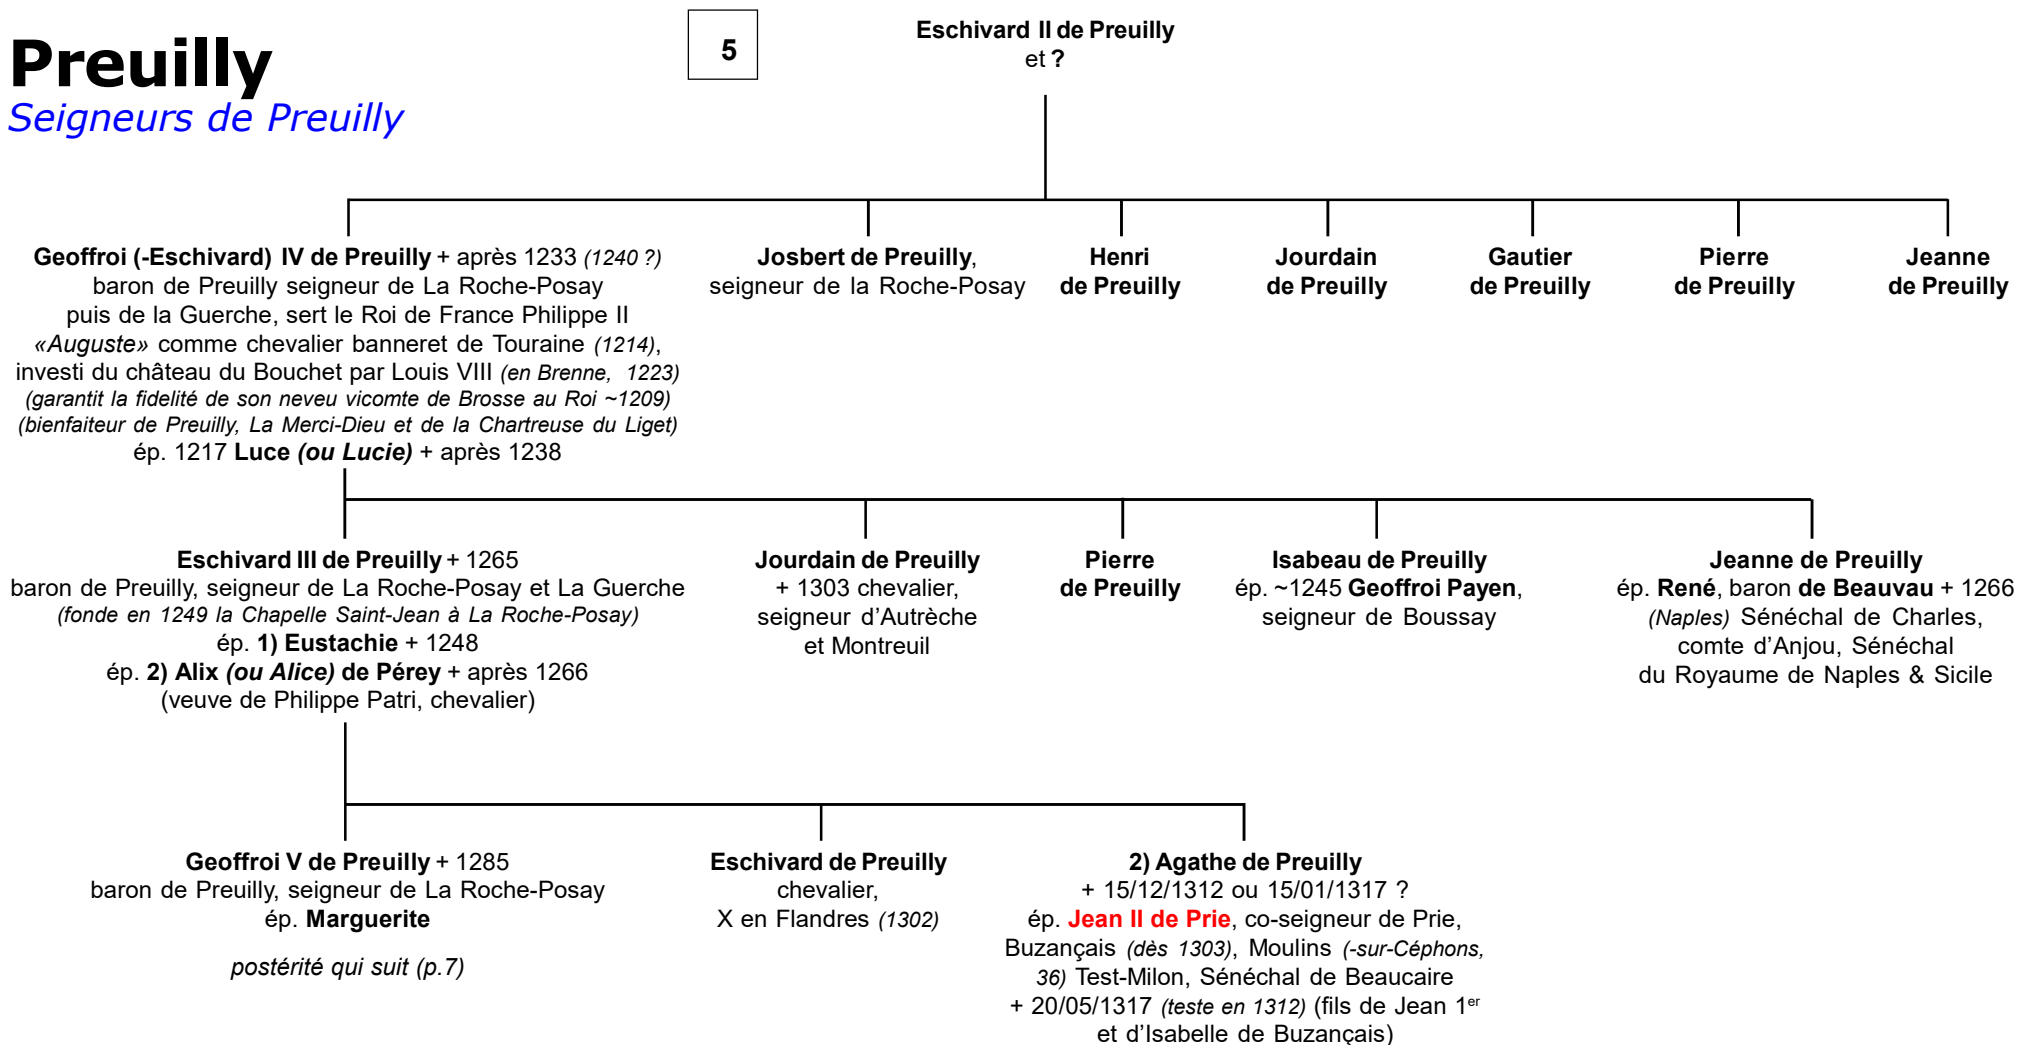 Preuilly
Seigneurs de Preuilly
5
Eschivard II de Preuilly
et ?
Geoffroi (-Eschivard) IV de Preuilly + après 1233 (1240 ?)
baron de Preuilly seigneur de La Roche-Posay
puis de la Guerche, sert le Roi de France Philippe II
«Auguste» comme chevalier banneret de Touraine (1214),
investi du château du Bouchet par Louis VIII (en Brenne, 1223)
(garantit la fidelité de son neveu vicomte de Brosse au Roi ~1209)
(bienfaiteur de Preuilly, La Merci-Dieu et de la Chartreuse du Liget)
ép. 1217 Luce (ou Lucie) + après 1238
Josbert de Preuilly,
seigneur de la Roche-Posay
Henri
de Preuilly
Jourdain
de Preuilly
Gautier
de Preuilly
Pierre
de Preuilly
Jeanne
de Preuilly
Eschivard III de Preuilly + 1265
baron de Preuilly, seigneur de La Roche-Posay et La Guerche
(fonde en 1249 la Chapelle Saint-Jean à La Roche-Posay)
ép. 1) Eustachie + 1248
ép. 2) Alix (ou Alice) de Pérey + après 1266
(veuve de Philippe Patri, chevalier)
Jourdain de Preuilly
+ 1303 chevalier,
seigneur d'Autrèche
et Montreuil
Pierre
de Preuilly
Isabeau de Preuilly
ép. ~1245 Geoffroi Payen,
seigneur de Boussay
Jeanne de Preuilly
ép. René, baron de Beauvau + 1266
(Naples) Sénéchal de Charles,
comte d'Anjou, Sénéchal
du Royaume de Naples & Sicile
Geoffroi V de Preuilly + 1285
baron de Preuilly, seigneur de La Roche-Posay
ép. Marguerite
postérité qui suit (p.7)
Eschivard de Preuilly
chevalier,
X en Flandres (1302)
2) Agathe de Preuilly
+ 15/12/1312 ou 15/01/1317 ?
ép. Jean II de Prie, co-seigneur de Prie,
Buzançais (dès 1303), Moulins (-sur-Céphons,
36) Test-Milon, Sénéchal de Beaucaire
+ 20/05/1317 (teste en 1312) (fils de Jean 1er
et d'Isabelle de Buzançais)